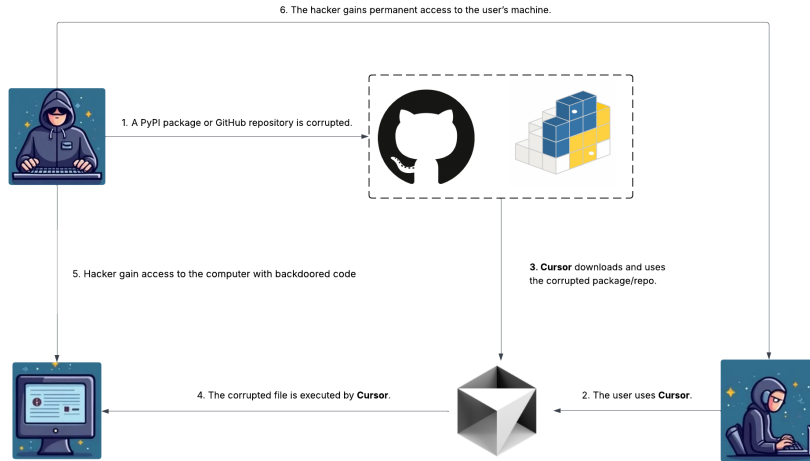 6. The hacker gains permanent access to the user's machine.
1. A PyPI package or GitHub repository is corrupted.
5. Hacker gain access to the computer with backdoored code
3. Cursor downloads and uses
the corrupted package/repo.
4. The corrupted file is executed by Cursor.
2. The user uses Cursor.